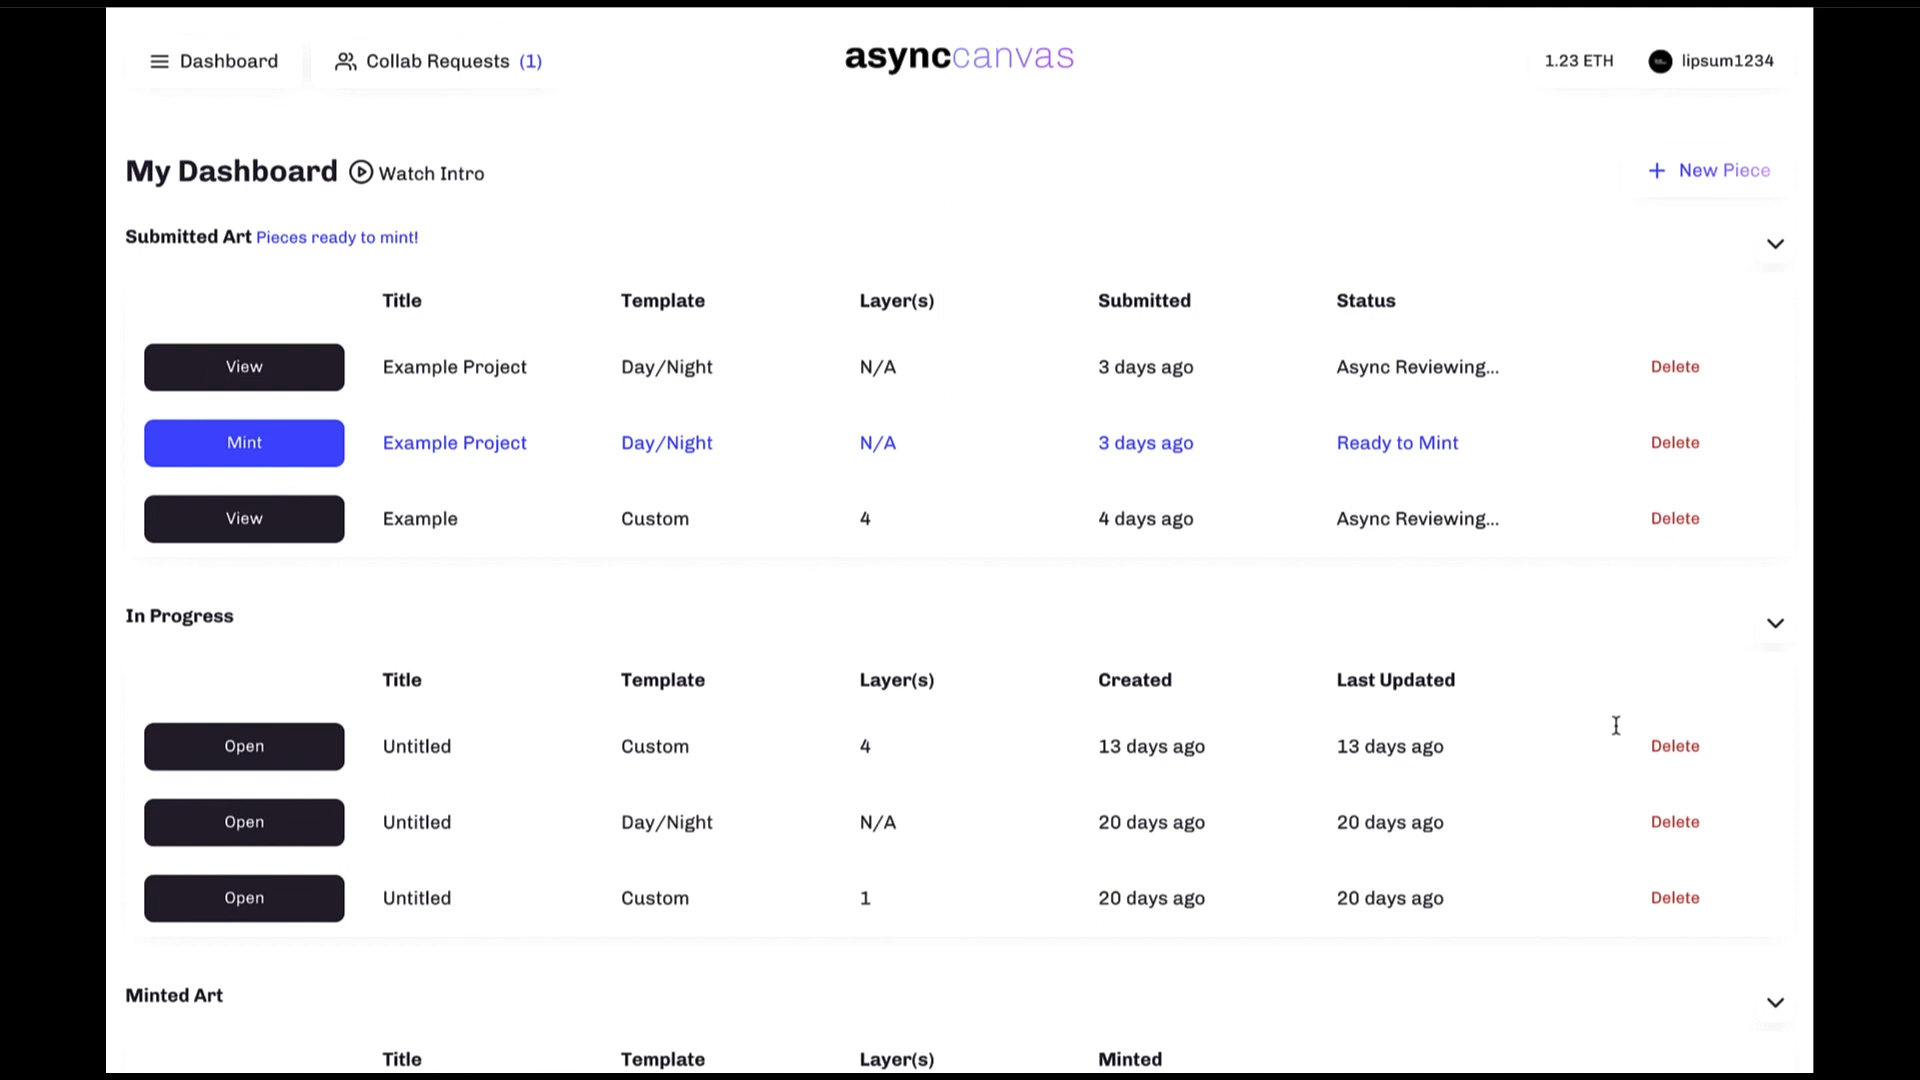 Dashboard Collab Requests (1) asynccanvas 1.23 ETH lipsum1234
My Dashboard Watch Intro + New Piece
Submitted Art Pieces ready to mint!
Title Template Layer(s) Submitted Status
View Example Project Day/Night N/A 3 days ago Async Reviewing... Delete
Mint Example Project Day/Night N/A 3 days ago Ready to Mint Delete
View Example Custom 4 4 days ago Async Reviewing... Delete
In Progress
Title Template Layer(s) Created Last Updated
Open Untitled Custom 4 13 days ago 13 days ago Delete
Open Untitled Day/Night N/A 20 days ago 20 days ago Delete
Open Untitled Custom 1 20 days ago 20 days ago Delete
Minted Art
Title Template Layer(s) Minted